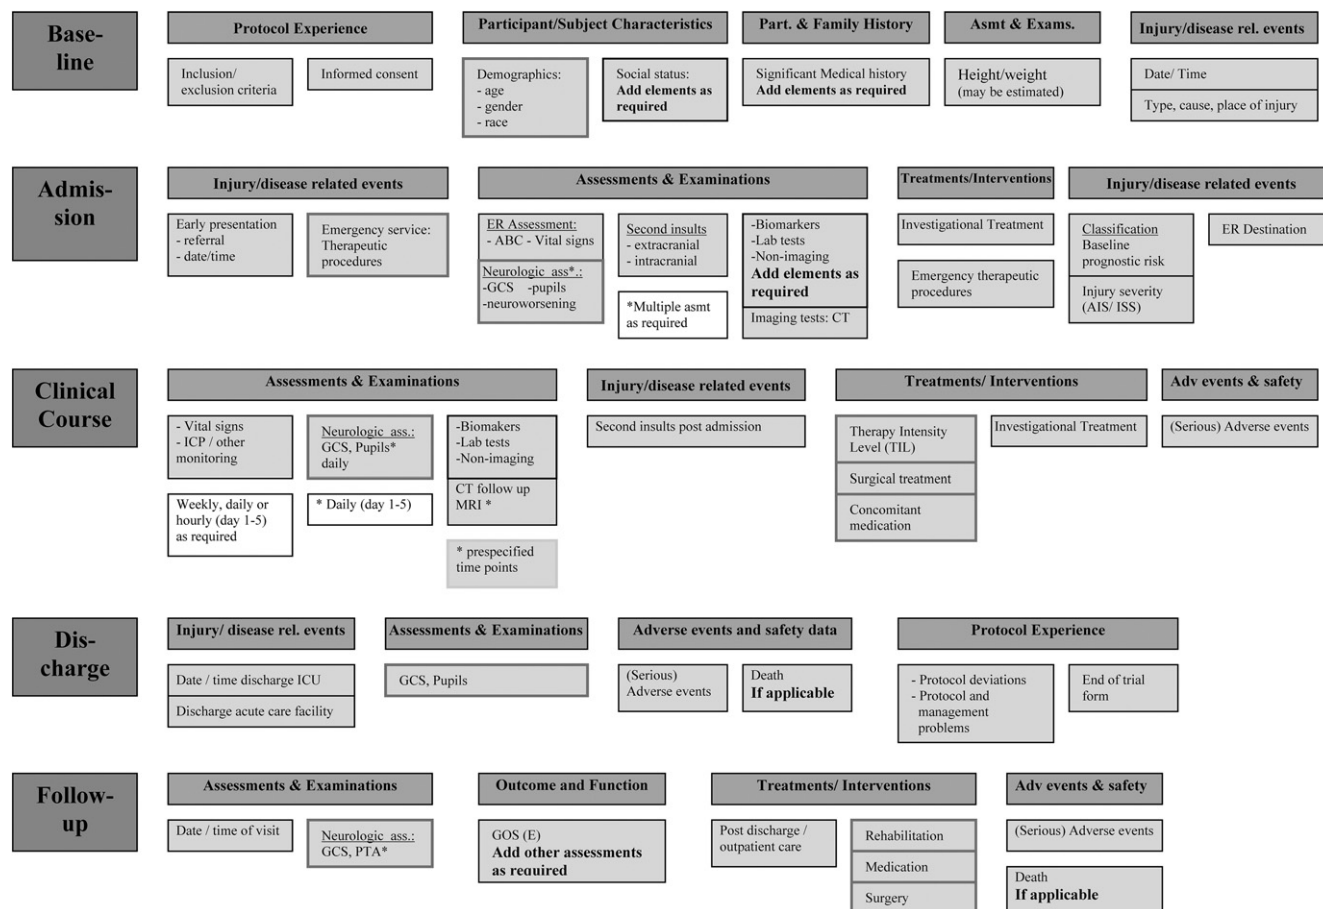 Base-
line
Protocol Experience
Inclusion/
exclusion criteria
Informed consent
Participant/Subject Characteristics
Demographics:
- age
- gender
- race
Social status:
Add elements as
required
Part. & Family History
Significant Medical history
Add elements as required
Asmt & Exams.
Height/weight
(may be estimated)
Injury/disease rel. events
Date/ Time
Type, cause, place of injury
Admis-
sion
Injury/disease related events
Early presentation
- referral
- date/time
Emergency service:
Therapeutic
procedures
Assessments & Examinations
ER Assessment:
- ABC - Vital signs
Neurologic ass*.:
-GCS -pupils
-neuroworsening
Second insults
- extracranial
- intracranial
*Multiple asmt
as required
-Biomarkers
-Lab tests
-Non-imaging
Add elements as
required
Imaging tests: CT
Treatments/Interventions
Investigational Treatment
Emergency therapeutic
procedures
Injury/disease related events
Classification
Baseline
prognostic risk
Injury severity
(AIS/ ISS)
ER Destination
Clinical
Course
Assessments & Examinations
- Vital signs
- ICP / other
monitoring
Weekly, daily or
hourly (day 1-5)
as required
Neurologic ass.:
GCS, Pupils*
daily
* Daily (day 1-5)
-Biomakers
-Lab tests
-Non-imaging
CT follow up
MRI *
* prespecified
time points
Injury/disease related events
Second insults post admission
Treatments/ Interventions
Therapy Intensity
Level (TIL)
Surgical treatment
Concomitant
medication
Investigational Treatment
Adv events & safety
(Serious) Adverse events
Dis-
charge
Injury/ disease rel. events
Date / time discharge ICU
Discharge acute care facility
Assessments & Examinations
GCS, Pupils
Adverse events and safety data
(Serious)
Adverse events
Death
If applicable
Protocol Experience
- Protocol deviations
- Protocol and
management
problems
End of trial
form
Follow-
up
Assessments & Examinations
Date / time of visit
Neurologic ass.:
GCS, PTA*
Outcome and Function
GOS (E)
Add other assessments
as required
Treatments/ Interventions
Post discharge /
outpatient care
Rehabilitation
Medication
Surgery
Adv events & safety
(Serious) Adverse events
Death
If applicable